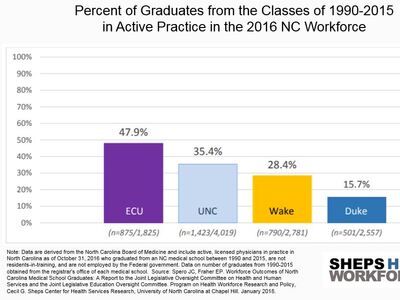 Percent of Graduates from the Classes of 1990-2015
in Active Practice in the 2016 NC Workforce
100%
90%
80%
70%
60%
50%
40%
30%
20%
10%
0%
47.9%
35.4%
28.4%
15.7%
ECU
UNC
Wake
Duke
(n=875/1,825)
(n=1,423/4,019)
(n=790/2,781)
(n=501/2,557)
Note: Data are derived from the North Carolina Board of Medicine and include active, licensed physicians in practice in
North Carolina as of October 31, 2016 who graduated from an NC medical school between 1990 and 2015, are not
residents-in-training, and are not employed by the Federal government. Data on number of graduates from 1990-2015
obtained from the registrar's office of each medical school. Source: Spero JC, Fraher EP. Workforce Outcomes of North
Carolina Medical School Graduates: A Report to the Joint Legislative Oversight Committee on Health and Human
Services and the Joint Legislative Education Oversight Committee. Program on Health Workforce Research and Policy,
Cecil G. Sheps Center for Health Services Research, University of North Carolina at Chapel Hill. January 2015.
SHEPS H
WORKFOR